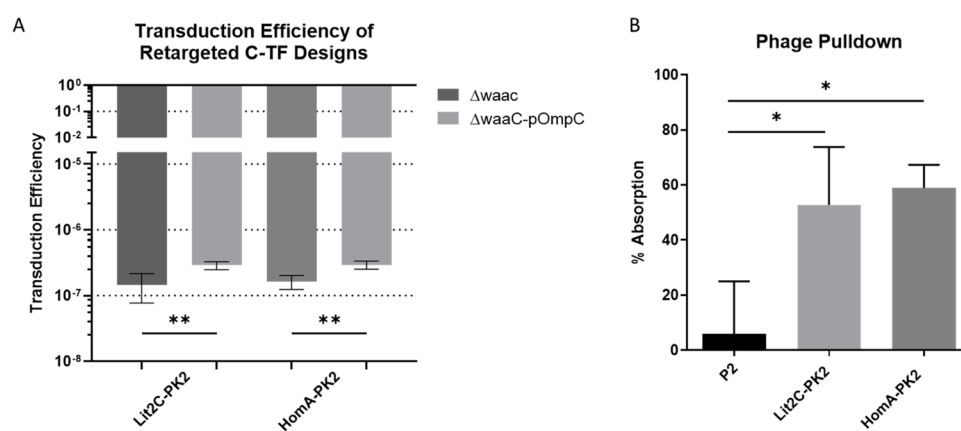 A
Transduction Efficiency of
Retargeted C-TF Designs
Transduction Efficiency
10⁰
10⁻¹
10⁻²
10⁻⁵
10⁻⁶
10⁻⁷
10⁻⁸
**
**
Lit2C-PK2
HomA-PK2
Δwaac
ΔwaaC-pOmpC
B
Phage Pulldown
% Absorption
100
80
60
40
20
0
*
*
P2
Lit2C-PK2
HomA-PK2